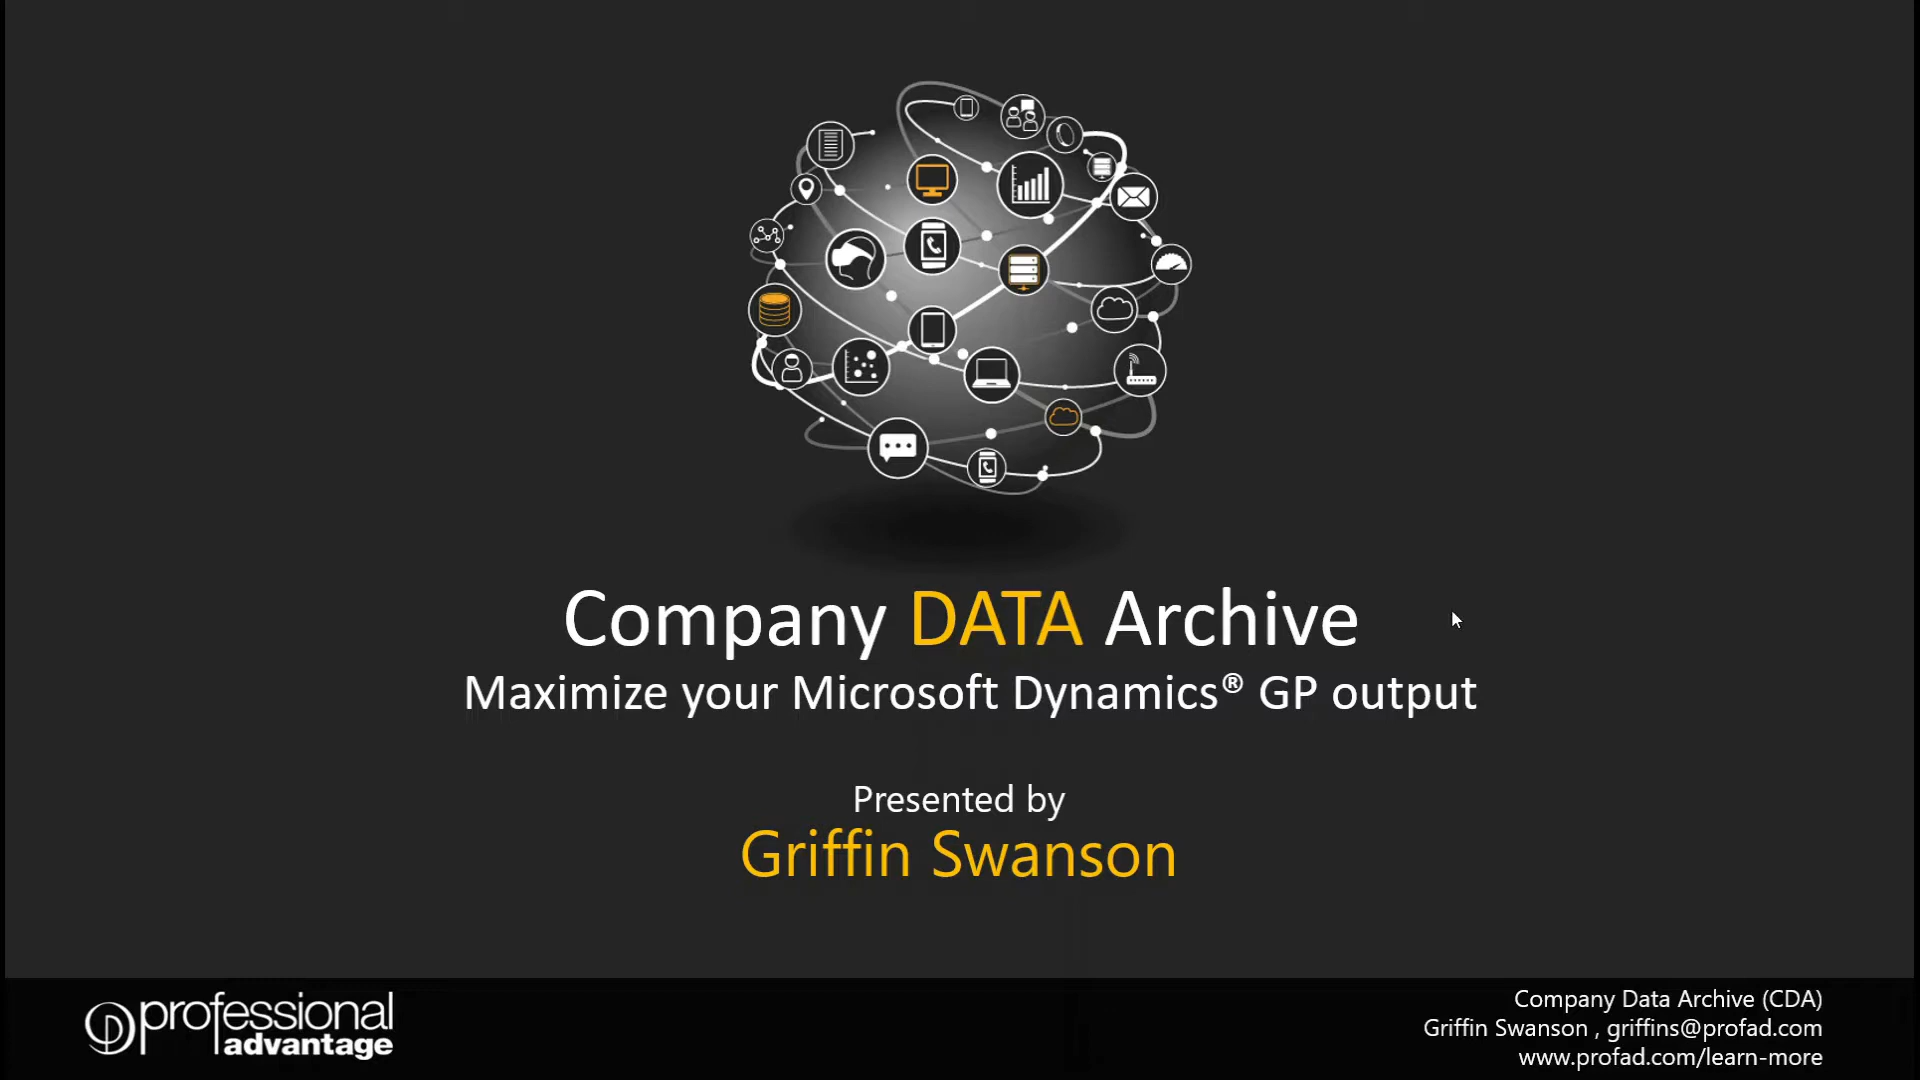 Company DATA Archive
Maximize your Microsoft Dynamics® GP output
Presented by
Griffin Swanson
professional
advantage
Company Data Archive (CDA)
Griffin Swanson , griffins@profad.com
www.profad.com/learn-more